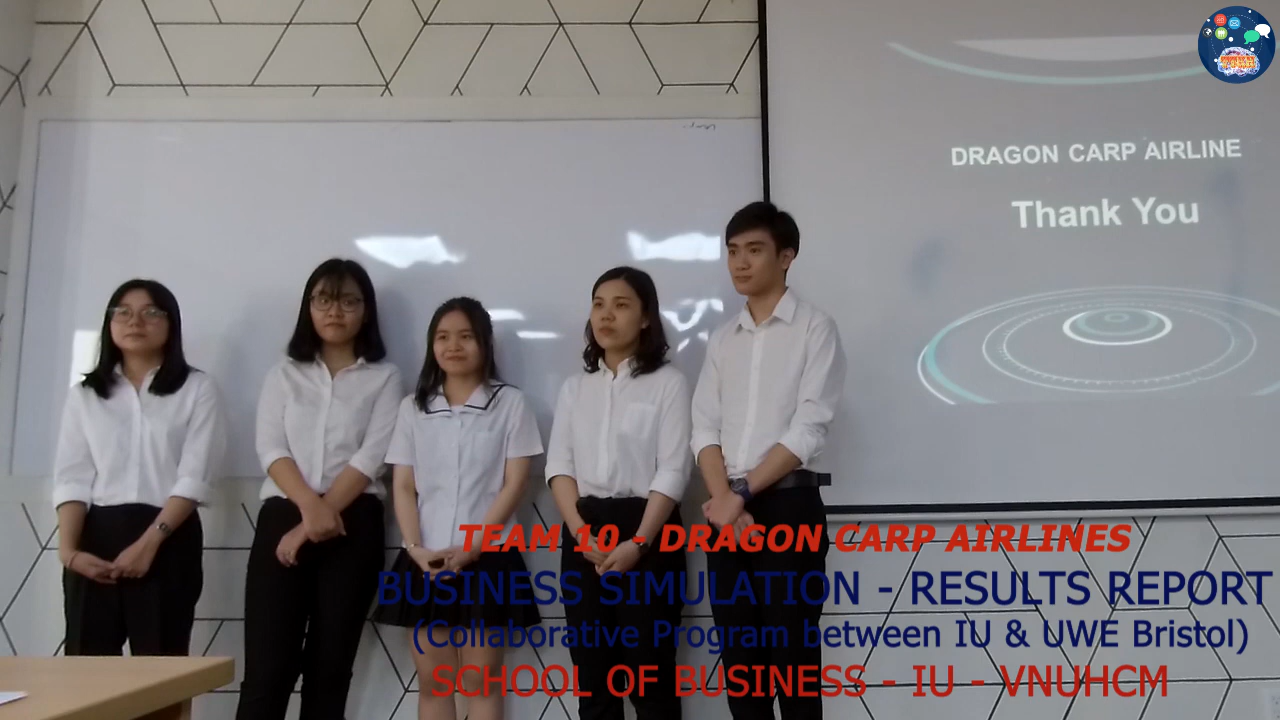 DRAGON CARP AIRLINE
Thank You
TEAM 10 - DRAGON CARP AIRLINES
BUSINESS SIMULATION - RESULTS REPORT
(Collaborative Program between IU & UWE Bristol)
SCHOOL OF BUSINESS - IU - VNUHCM